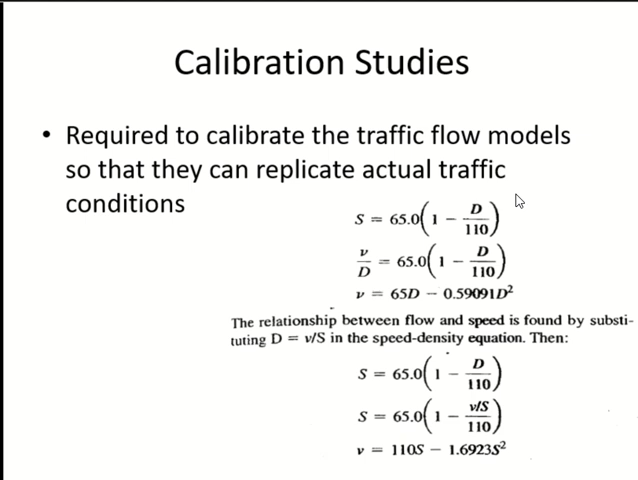 Calibration Studies
• Required to calibrate the traffic flow models
so that they can replicate actual traffic
conditions
S = 65.0(1 − D/110)
v/D = 65.0(1 − D/110)
v = 65D − 0.59091D²
The relationship between flow and speed is found by substi-
tuting D = v/S in the speed-density equation. Then:
S = 65.0(1 − D/110)
S = 65.0(1 − v/S/110)
v = 110S − 1.6923S²